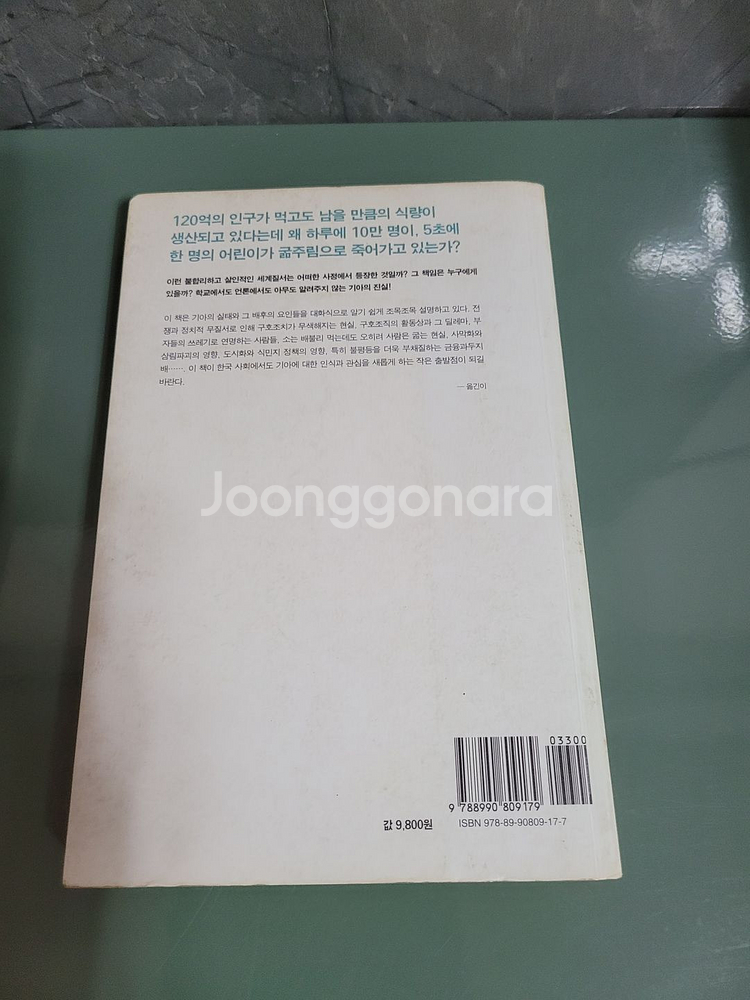 120억의 인구가 먹고도 남을 만큼의 식량이
생산되고 있다는데 왜 하루에 10만 명이, 5초에
한 명의 어린이가 굶주림으로 죽어가고 있는가?
이런 불합리하고 살인적인 세계질서는 어떠한 사정에서 등장한 것일까? 그 책임은 누구에게
있을까? 학교에서도 언론에서도 아무도 알려주지 않는 기아의 진실!
이 책은 기아의 실태와 그 배후의 요인들을 대화식으로 알기 쉽게 조목조목 설명하고 있다. 전
쟁과 정치적 무질서로 인해 구호조치가 무색해지는 현실, 구호조직의 활동상과 그 딜레마, 부
자들의 쓰레기로 연명하는 사람들, 소는 배불리 먹는데도 오히려 사람은 굶는 현실, 사막화와
삼림파괴의 영향, 도시화와 식민지 정책의 영향, 특히 불평등을 더욱 부채질하는 금융과두지
배……. 이 책이 한국 사회에서도 기아에 대한 인식과 관심을 새롭게 하는 작은 출발점이 되길
바란다.
— 옮긴이
Joonggonara
03300
9 788990 809179
값 9,800원
ISBN 978-89-90809-17-7